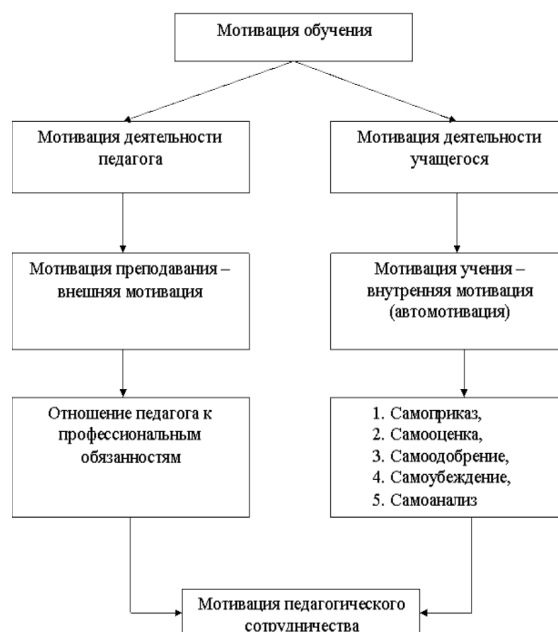 Мотивация обучения
Мотивация деятельности
педагога
Мотивация деятельности
учащегося
Мотивация преподавания –
внешняя мотивация
Мотивация учения –
внутренняя мотивация
(автомотивация)
Отношение педагога к
профессиональным
обязанностям
1. Самоприказ,
2. Самооценка,
3. Самоодобрение,
4. Самоубеждение,
5. Самоанализ
Мотивация педагогического
сотрудничества